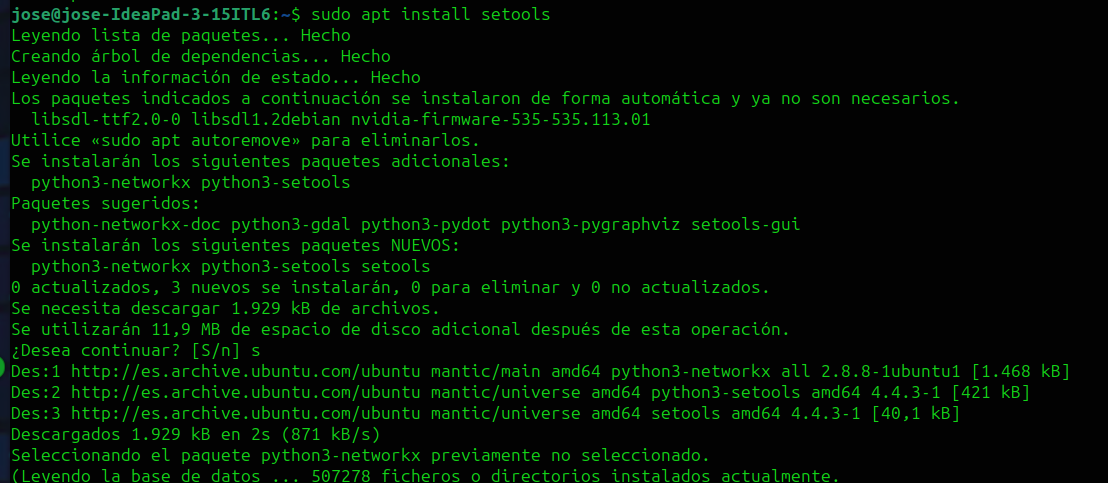 jose@jose-IdeaPad-3-15ITL6:~$ sudo apt install setools
Leyendo lista de paquetes... Hecho
Creando árbol de dependencias... Hecho
Leyendo la información de estado... Hecho
Los paquetes indicados a continuación se instalaron de forma automática y ya no son necesarios.
  libsdl-ttf2.0-0 libsdl1.2debian nvidia-firmware-535-535.113.01
Utilice «sudo apt autoremove» para eliminarlos.
Se instalarán los siguientes paquetes adicionales:
  python3-networkx python3-setools
Paquetes sugeridos:
  python-networkx-doc python3-gdal python3-pydot python3-pygraphviz setools-gui
Se instalarán los siguientes paquetes NUEVOS:
  python3-networkx python3-setools setools
0 actualizados, 3 nuevos se instalarán, 0 para eliminar y 0 no actualizados.
Se necesita descargar 1.929 kB de archivos.
Se utilizarán 11,9 MB de espacio de disco adicional después de esta operación.
¿Desea continuar? [S/n] s
Des:1 http://es.archive.ubuntu.com/ubuntu mantic/main amd64 python3-networkx all 2.8.8-1ubuntu1 [1.468 kB]
Des:2 http://es.archive.ubuntu.com/ubuntu mantic/universe amd64 python3-setools amd64 4.4.3-1 [421 kB]
Des:3 http://es.archive.ubuntu.com/ubuntu mantic/universe amd64 setools amd64 4.4.3-1 [40,1 kB]
Descargados 1.929 kB en 2s (871 kB/s)
Seleccionando el paquete python3-networkx previamente no seleccionado.
(Leyendo la base de datos ... 507278 ficheros o directorios instalados actualmente.